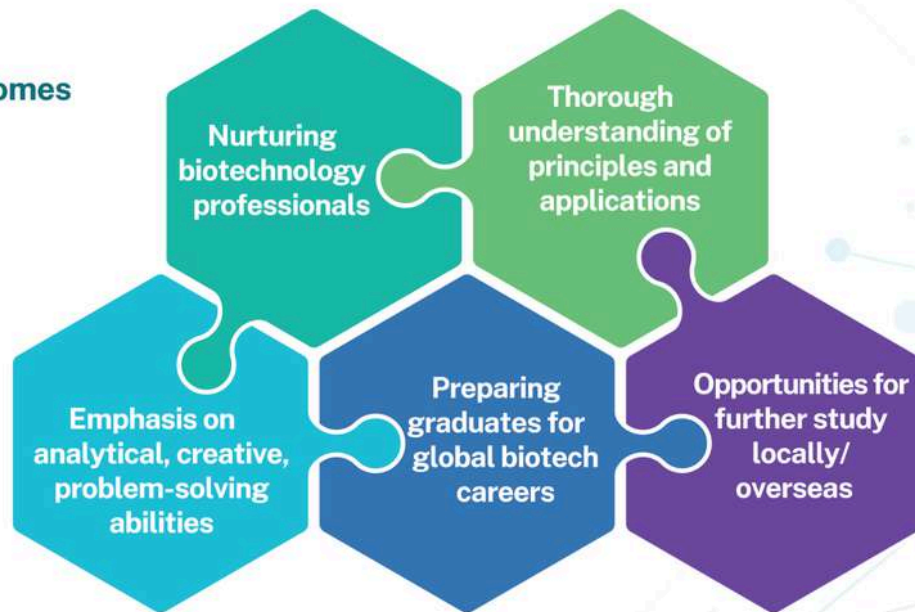 Nurturing
biotechnology
professionals
Thorough
understanding of
principles and
applications
Emphasis on
analytical, creative,
problem-solving
abilities
Preparing
graduates for
global biotech
careers
Opportunities for
further study
locally/
overseas